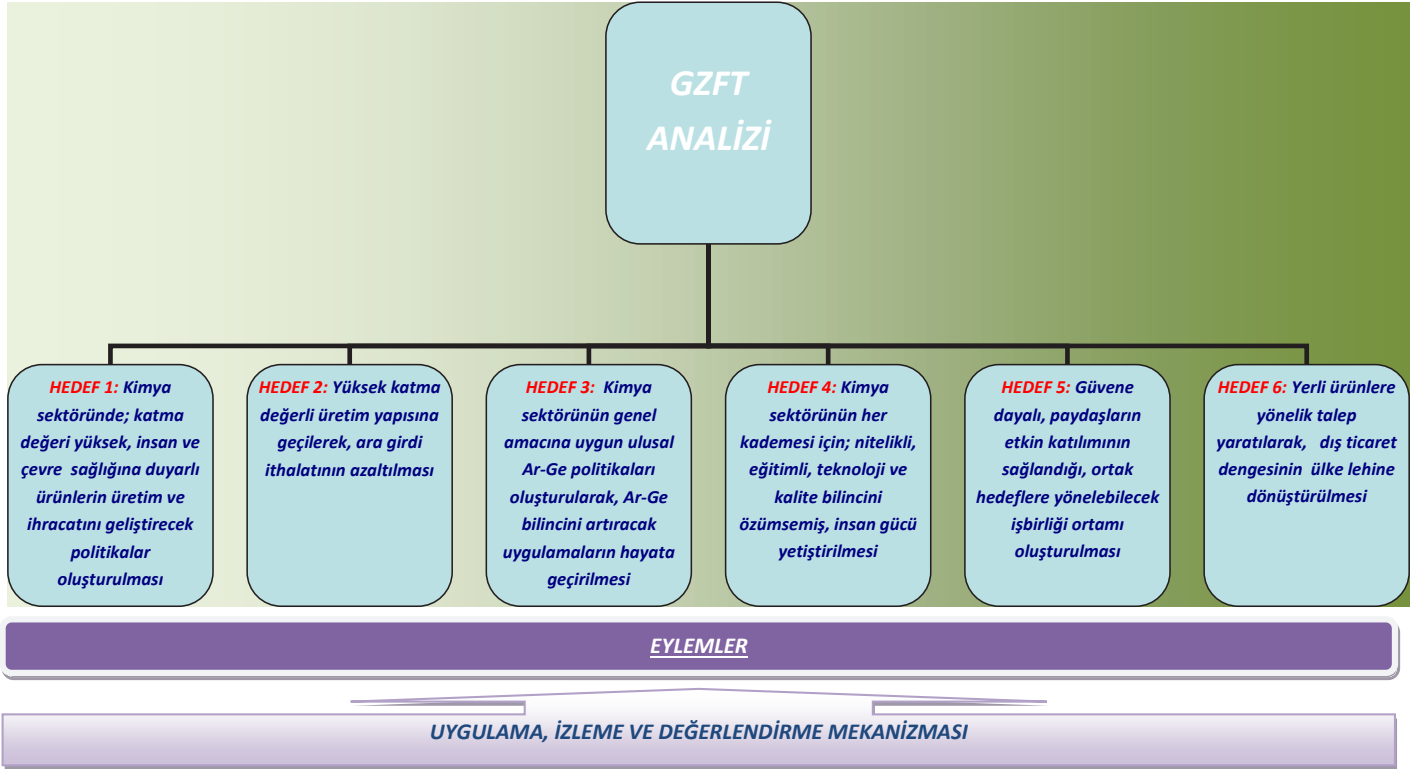 GZFT
ANALİZİ
HEDEF 1: Kimya
sektöründe; katma
değeri yüksek, insan ve
çevre sağlığına duyarlı
ürünlerin üretim ve
ihracatını geliştirecek
politikalar
oluşturulması
HEDEF 2: Yüksek katma
değerli üretim yapısına
geçilerek, ara girdi
ithalatının azaltılması
HEDEF 3: Kimya
sektörünün genel
amacına uygun ulusal
Ar-Ge politikaları
oluşturularak, Ar-Ge
bilincini artıracak
uygulamaların hayata
geçirilmesi
HEDEF 4: Kimya
sektörünün her
kademesi için; nitelikli,
eğitimli, teknoloji ve
kalite bilincini
özümsemiş, insan gücü
yetiştirilmesi
HEDEF 5: Güvene
dayalı, paydaşların
etkin katılımının
sağlandığı, ortak
hedeflere yönelebilecek
işbirliği ortamı
oluşturulması
HEDEF 6: Yerli ürünlere
yönelik talep
yaratılarak, dış ticaret
dengesinin ülke lehine
dönüştürülmesi
EYLEMLER
UYGULAMA, İZLEME VE DEĞERLENDİRME MEKANİZMASI